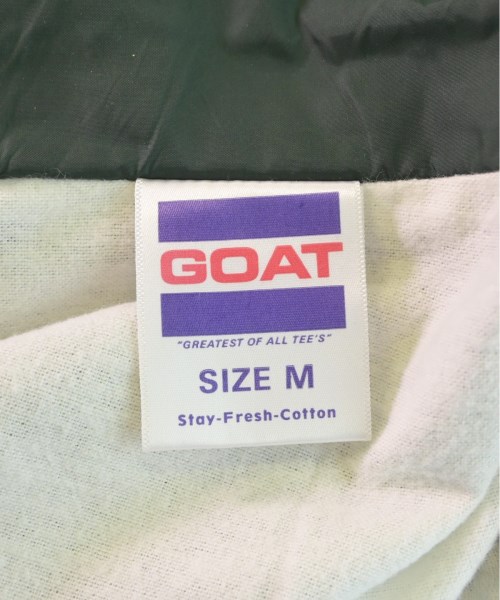 GOAT
"GREATEST OF ALL TEE'S"
SIZE M
Stay-Fresh-Cotton